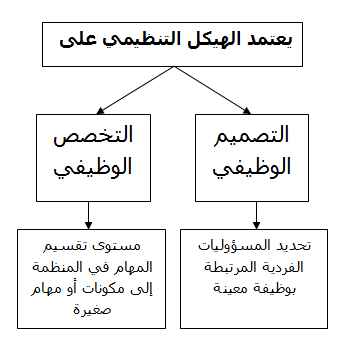 يعتمد الهيكل التنظيمي على
التصميم
الوظيفي
التخصص
الوظيفي
تحديد المسؤوليات
الفردية المرتبطة
بوظيفة معينة
مستوى تقسيم
المهام في المنظمة
إلى مكونات أو مهام
صغيرة